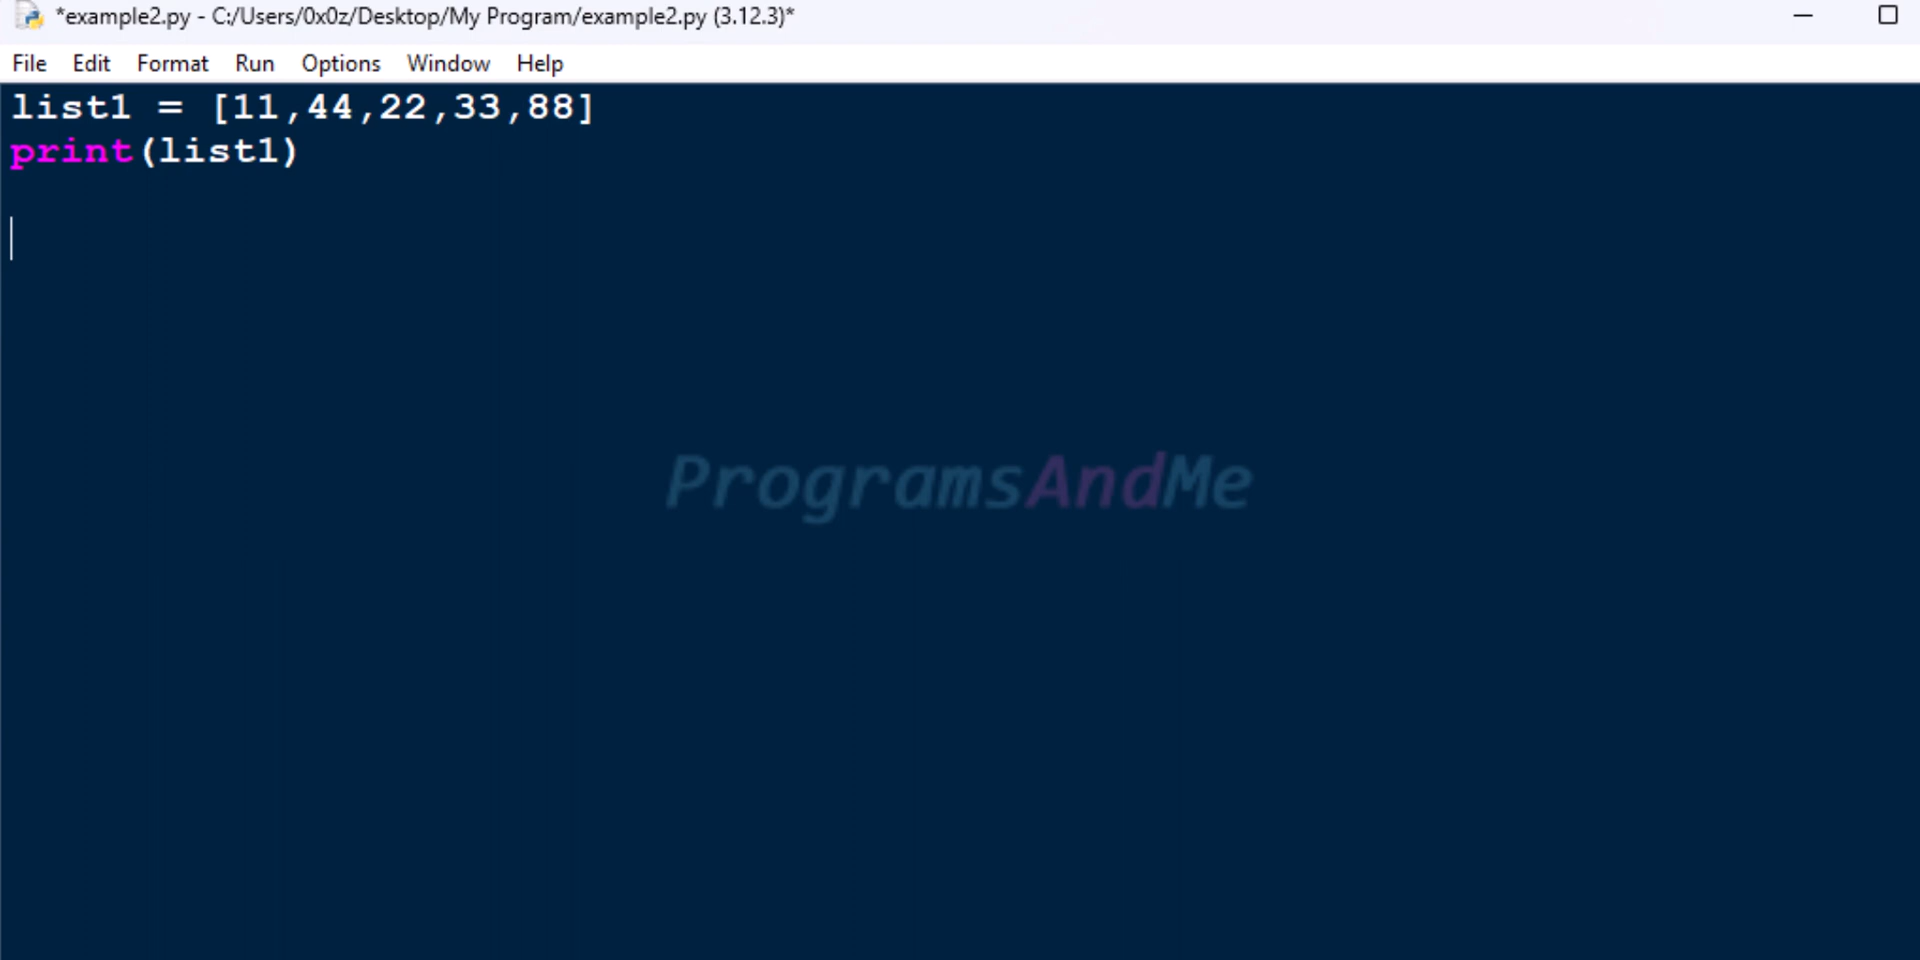 *example2.py - C:/Users/0x0z/Desktop/My Program/example2.py (3.12.3)*
File Edit Format Run Options Window Help
list1 = [11,44,22,33,88]
print(list1)
ProgramsAndMe